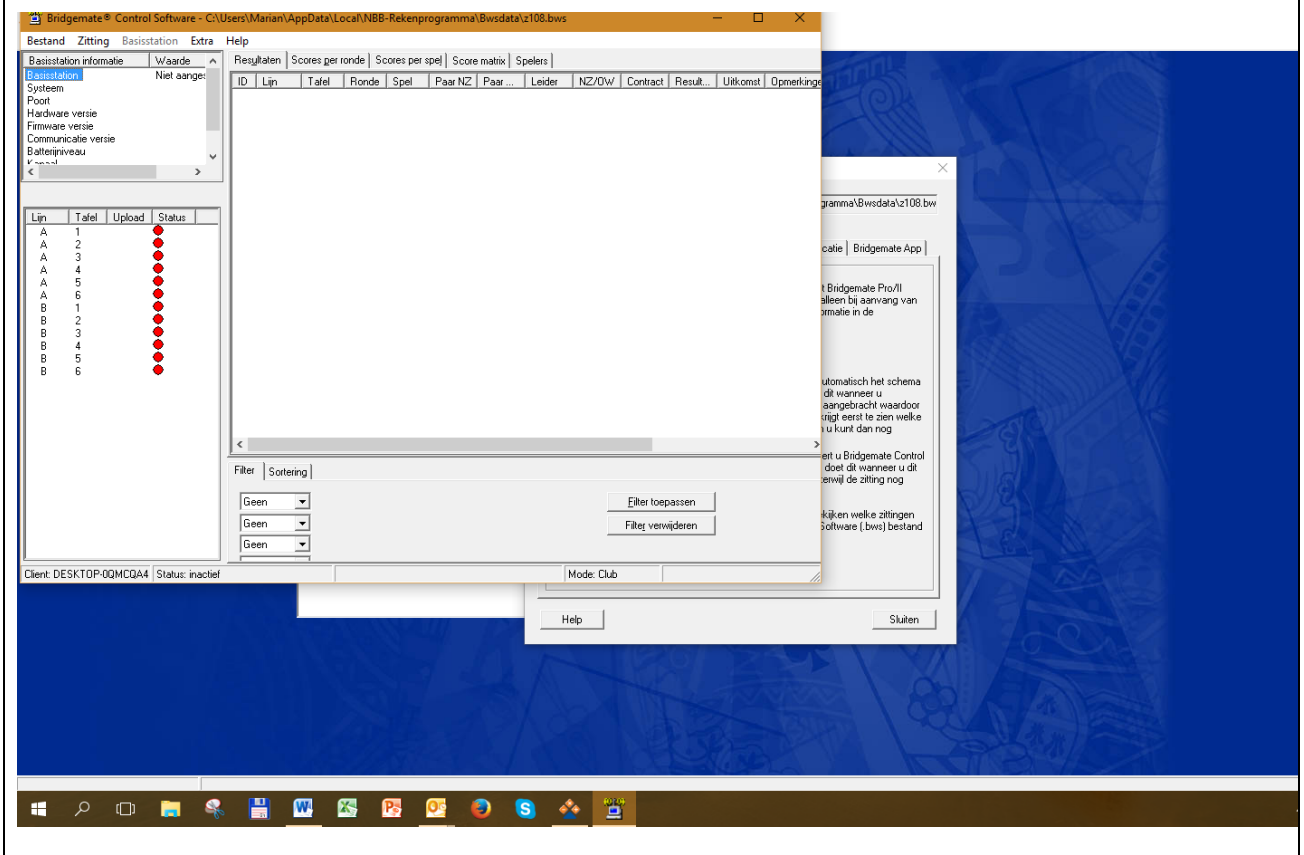 Bridgemate® Control Software - C:\Users\Marian\AppData\Local\NBB-Rekenprogramma\Bwsdata\z108.bws
Bestand Zitting Basisstation Extra Help
Basisstation informatie Waarde
Basisstation Niet aange
Systeem
Poort
Hardware versie
Firmware versie
Communicatie versie
Batterijniveau
Kanaal
Lijn Tafel Upload Status
A 1
A 2
A 3
A 4
A 5
A 6
B 1
B 2
B 3
B 4
B 5
B 6
Resultaten Scores per ronde Scores per spel Score matrix Spelers
ID Lijn Tafel Ronde Spel Paar NZ Paar ... Leider NZ/OW Contract Result... Uitkomst Opmerkinge
Filter Sortering
Geen
Geen
Geen
Filter toepassen
Filter verwijderen
Client: DESKTOP-0QMCQA4 Status: inactief Mode: Club
gramma\Bwsdata\z108.bw
catie Bridgemate App
t Bridgemate Pro/II
alleen bij aanvang van
ormatie in de
utomatisch het schema
dit wanneer u
aangebracht waardoor
krijgt eerst te zien welke
u kunt dan nog
ert u Bridgemate Control
doet dit wanneer u dit
terwijl de zitting nog
ekijken welke zittingen
Software (.bws) bestand
Help Sluiten